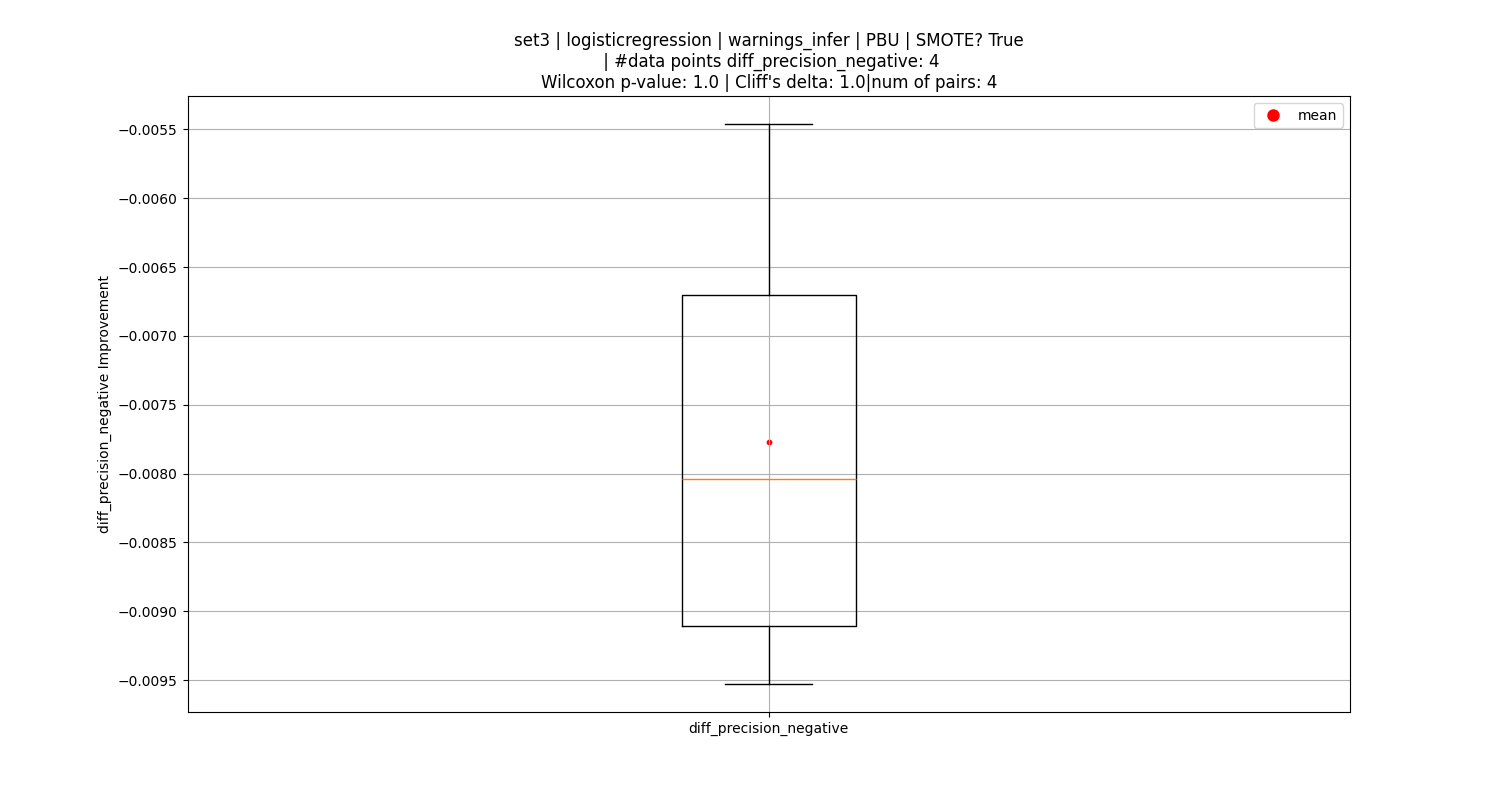 set3 | logisticregression | warnings_infer | PBU | SMOTE? True
| #data points diff_precision_negative: 4
Wilcoxon p-value: 1.0 | Cliff's delta: 1.0|num of pairs: 4
mean
−0.0055
−0.0060
−0.0065
−0.0070
−0.0075
−0.0080
−0.0085
−0.0090
−0.0095
diff_precision_negative Improvement
diff_precision_negative